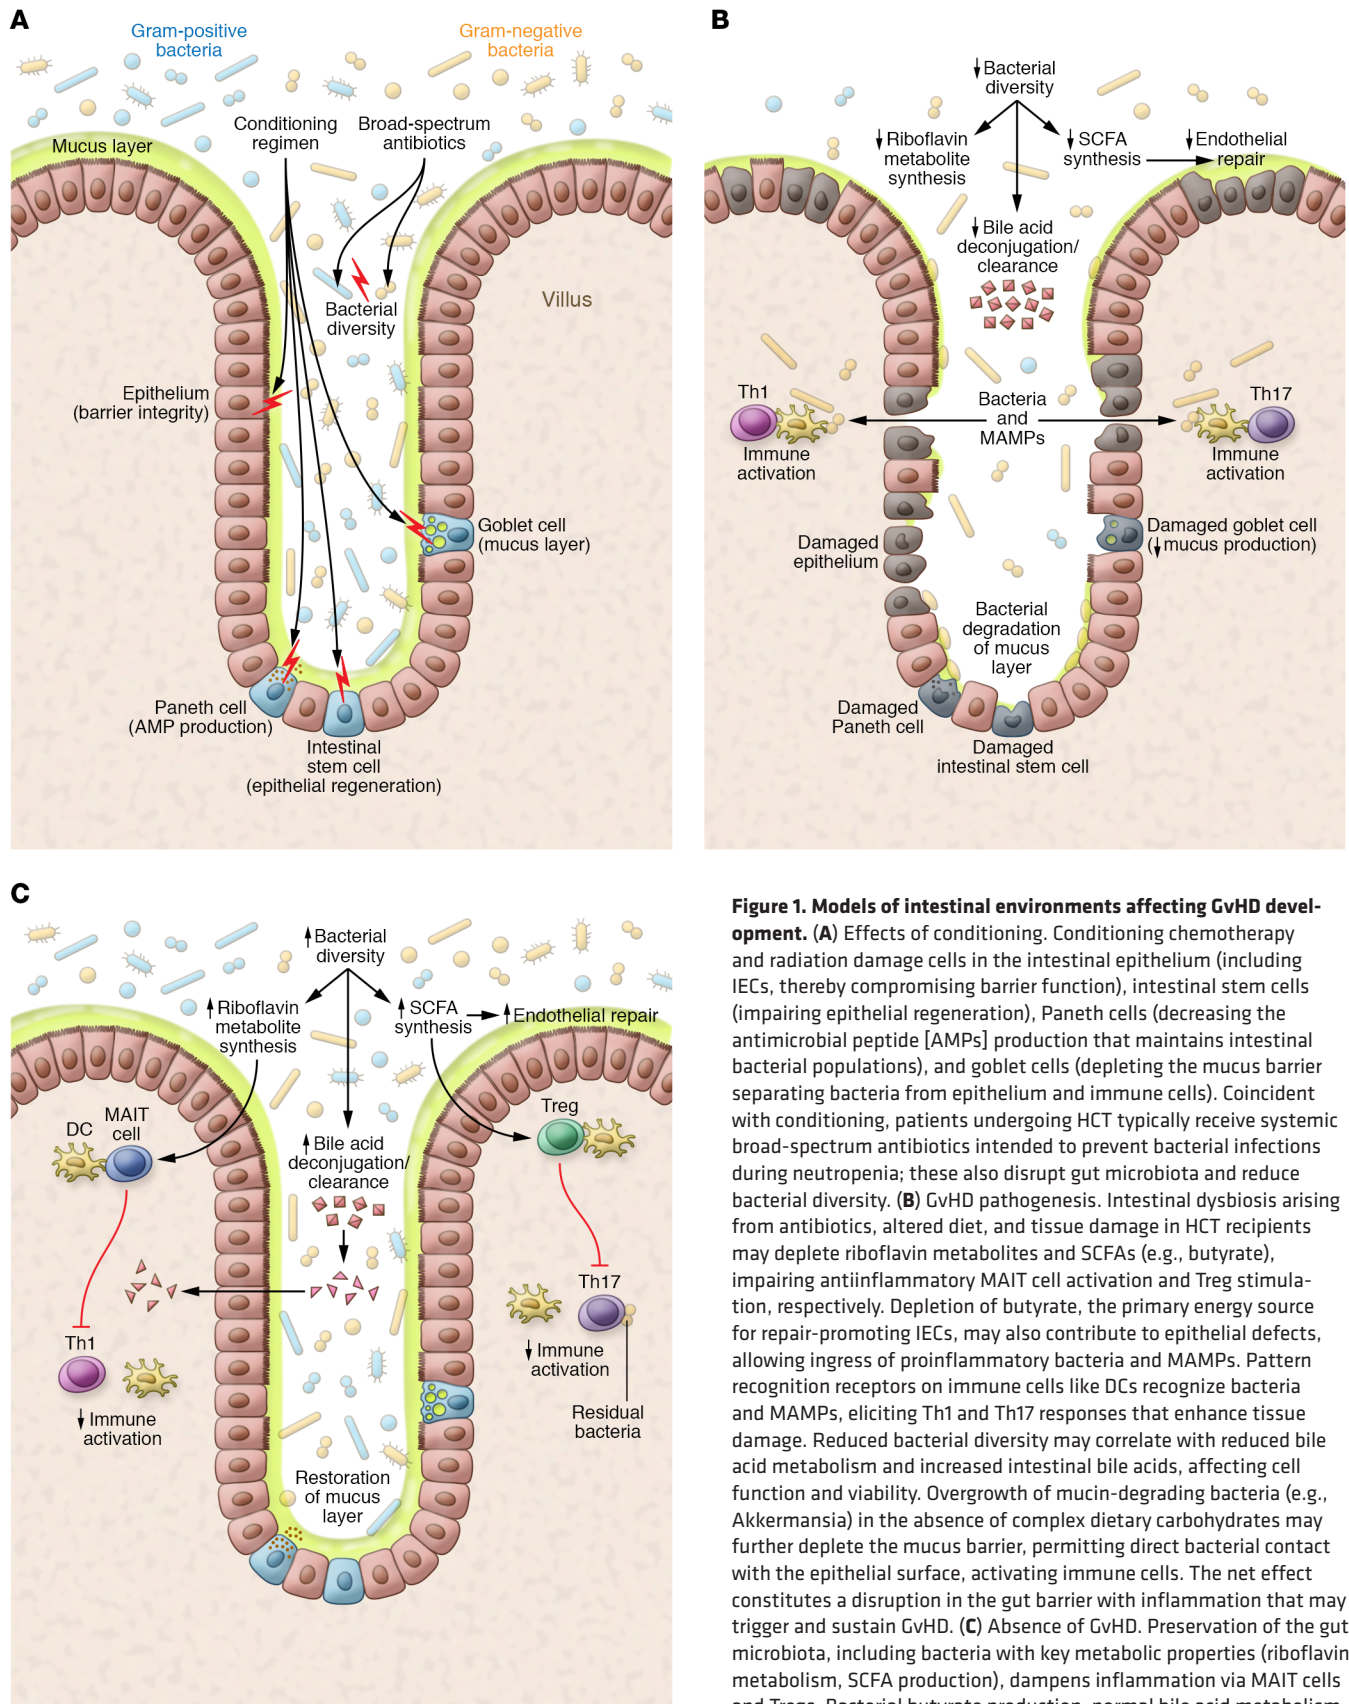 A
Gram-positive
bacteria
Gram-negative
bacteria
Conditioning
regimen
Broad-spectrum
antibiotics
Mucus layer
Bacterial
diversity
Villus
Epithelium
(barrier integrity)
Goblet cell
(mucus layer)
Paneth cell
(AMP production)
Intestinal
stem cell
(epithelial regeneration)
B
↓ Bacterial
diversity
↓ Riboflavin
metabolite
synthesis
↓ SCFA
synthesis
↓ Endothelial
repair
↓ Bile acid
deconjugation/
clearance
Th1
Immune
activation
Bacteria
and
MAMPs
Th17
Immune
activation
Damaged
epithelium
Damaged goblet cell
(↓ mucus production)
Bacterial
degradation
of mucus
layer
Damaged
Paneth cell
Damaged
intestinal stem cell
C
↑ Bacterial
diversity
↑ Riboflavin
metabolite
synthesis
↑ SCFA
synthesis
↑ Endothelial repair
DC
MAIT
cell
Treg
↑ Bile acid
deconjugation/
clearance
Th1
↓ Immune
activation
Th17
↓ Immune
activation
Residual
bacteria
Restoration
of mucus
layer
Figure 1. Models of intestinal environments affecting GvHD devel-
opment. (A) Effects of conditioning. Conditioning chemotherapy
and radiation damage cells in the intestinal epithelium (including
IECs, thereby compromising barrier function), intestinal stem cells
(impairing epithelial regeneration), Paneth cells (decreasing the
antimicrobial peptide [AMPs] production that maintains intestinal
bacterial populations), and goblet cells (depleting the mucus barrier
separating bacteria from epithelium and immune cells). Coincident
with conditioning, patients undergoing HCT typically receive systemic
broad-spectrum antibiotics intended to prevent bacterial infections
during neutropenia; these also disrupt gut microbiota and reduce
bacterial diversity. (B) GvHD pathogenesis. Intestinal dysbiosis arising
from antibiotics, altered diet, and tissue damage in HCT recipients
may deplete riboflavin metabolites and SCFAs (e.g., butyrate),
impairing antiinflammatory MAIT cell activation and Treg stimula-
tion, respectively. Depletion of butyrate, the primary energy source
for repair-promoting IECs, may also contribute to epithelial defects,
allowing ingress of proinflammatory bacteria and MAMPs. Pattern
recognition receptors on immune cells like DCs recognize bacteria
and MAMPs, eliciting Th1 and Th17 responses that enhance tissue
damage. Reduced bacterial diversity may correlate with reduced bile
acid metabolism and increased intestinal bile acids, affecting cell
function and viability. Overgrowth of mucin-degrading bacteria (e.g.,
Akkermansia) in the absence of complex dietary carbohydrates may
further deplete the mucus barrier, permitting direct bacterial contact
with the epithelial surface, activating immune cells. The net effect
constitutes a disruption in the gut barrier with inflammation that may
trigger and sustain GvHD. (C) Absence of GvHD. Preservation of the gut
microbiota, including bacteria with key metabolic properties (riboflavin
metabolism, SCFA production), dampens inflammation via MAIT cells
and Tregs. Bacterial butyrate production, normal bile acid metabolism,